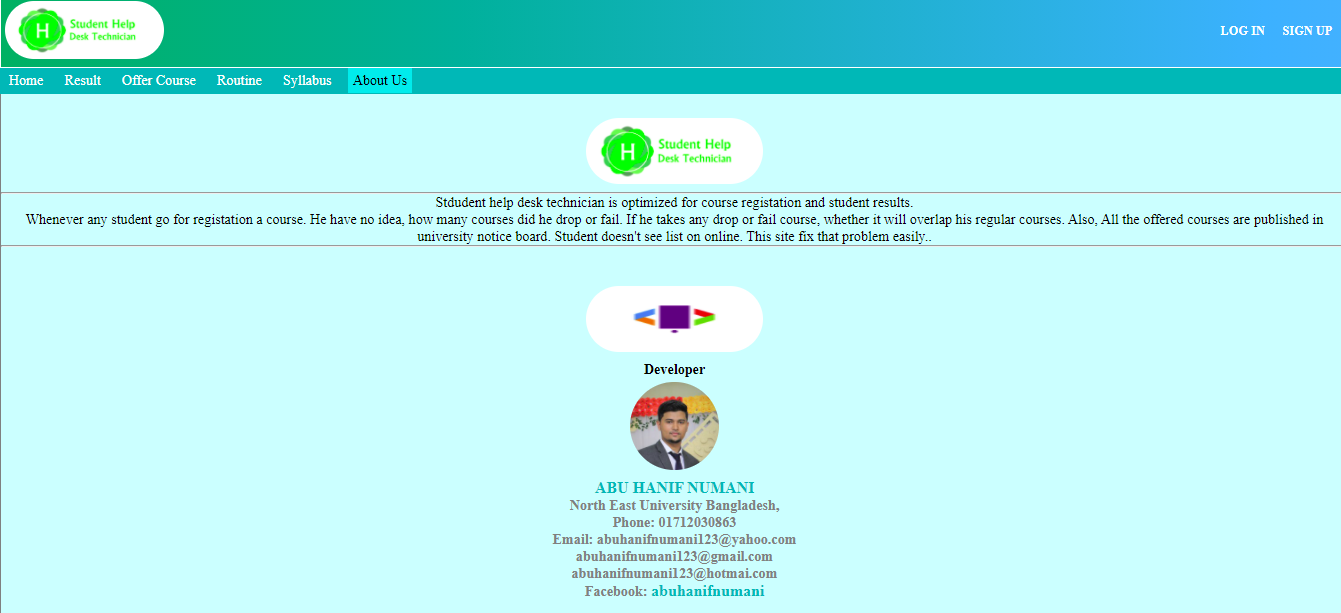 H Student Help
Desk Technician
LOG IN SIGN UP
Home Result Offer Course Routine Syllabus About Us
H Student Help
Desk Technician
Stdudent help desk technician is optimized for course registation and student results.
Whenever any student go for registation a course. He have no idea, how many courses did he drop or fail. If he takes any drop or fail course, whether it will overlap his regular courses. Also, All the offered courses are published in
university notice board. Student doesn't see list on online. This site fix that problem easily..
Developer
ABU HANIF NUMANI
North East University Bangladesh,
Phone: 01712030863
Email: abuhanifnumani123@yahoo.com
abuhanifnumani123@gmail.com
abuhanifnumani123@hotmai.com
Facebook: abuhanifnumani